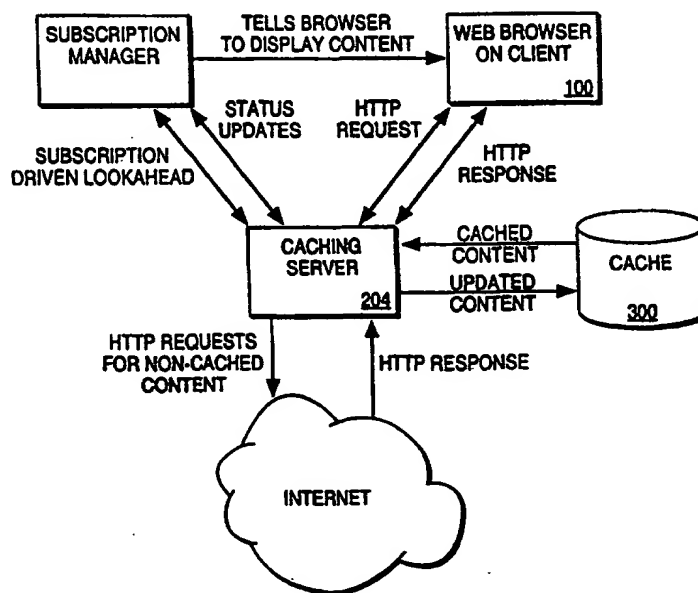 SUBSCRIPTION
MANAGER
TELLS BROWSER
TO DISPLAY CONTENT
WEB BROWSER
ON CLIENT
100
STATUS
UPDATES
HTTP
REQUEST
SUBSCRIPTION
DRIVEN LOOKAHEAD
HTTP
RESPONSE
CACHING
SERVER
204
CACHED
CONTENT
UPDATED
CONTENT
CACHE
300
HTTP REQUESTS
FOR NON-CACHED
CONTENT
HTTP RESPONSE
INTERNET